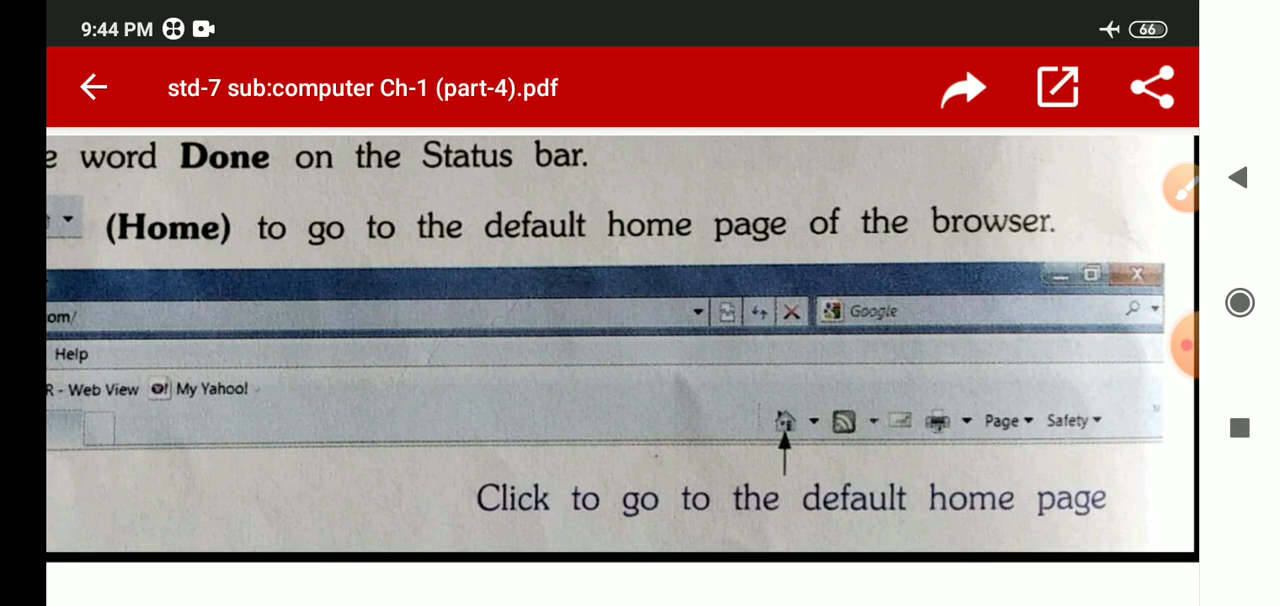 9:44 PM
66
std-7 sub:computer Ch-1 (part-4).pdf
word Done on the Status bar.
(Home) to go to the default home page of the browser.
om/
Google
Help
R - Web View My Yahoo!
Page Safety
Click to go to the default home page